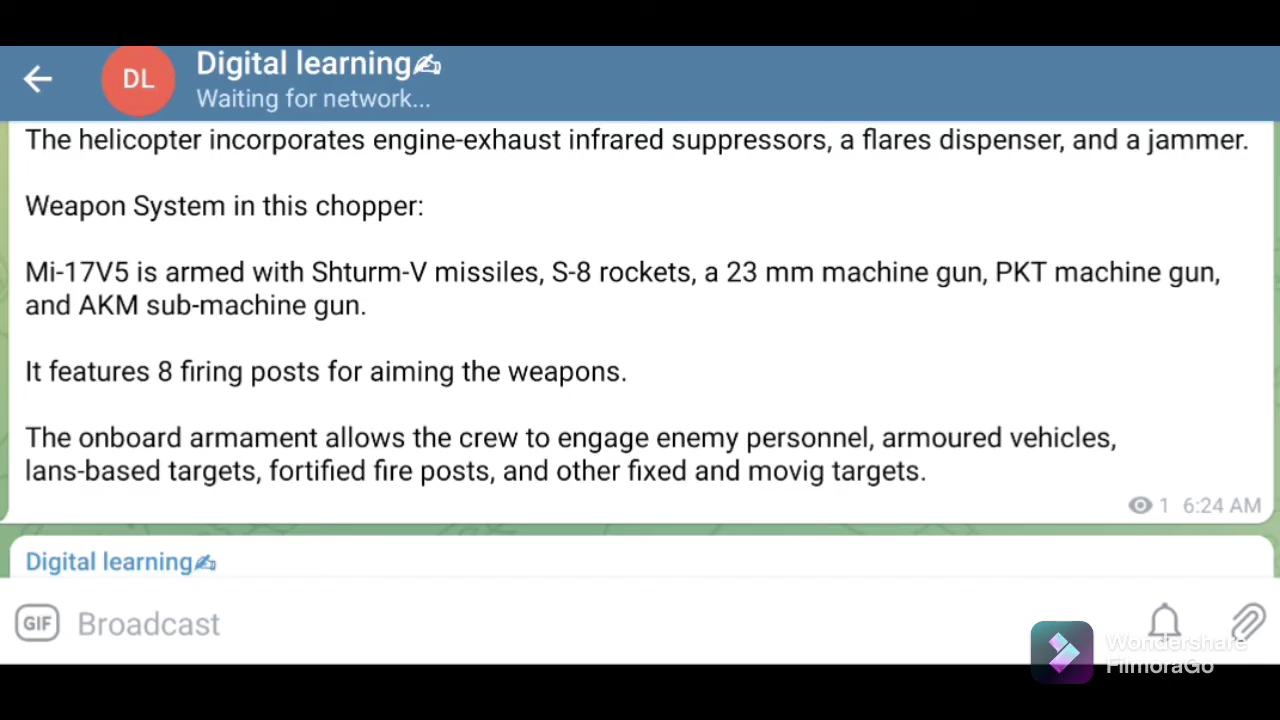 DL
Digital learning✍
Waiting for network...
The helicopter incorporates engine-exhaust infrared suppressors, a flares dispenser, and a jammer.
Weapon System in this chopper:
Mi-17V5 is armed with Shturm-V missiles, S-8 rockets, a 23 mm machine gun, PKT machine gun,
and AKM sub-machine gun.
It features 8 firing posts for aiming the weapons.
The onboard armament allows the crew to engage enemy personnel, armoured vehicles,
lans-based targets, fortified fire posts, and other fixed and movig targets.
1 6:24 AM
Digital learning✍
GIF Broadcast
Wondershare
FilmoraGo